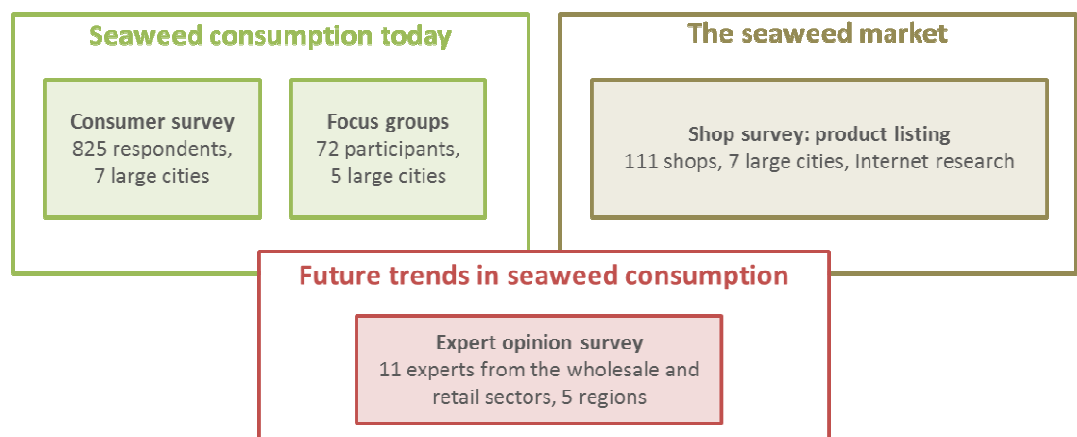 Seaweed consumption today
Consumer survey
825 respondents,
7 large cities
Focus groups
72 participants,
5 large cities
The seaweed market
Shop survey: product listing
111 shops, 7 large cities, Internet research
Future trends in seaweed consumption
Expert opinion survey
11 experts from the wholesale and
retail sectors, 5 regions